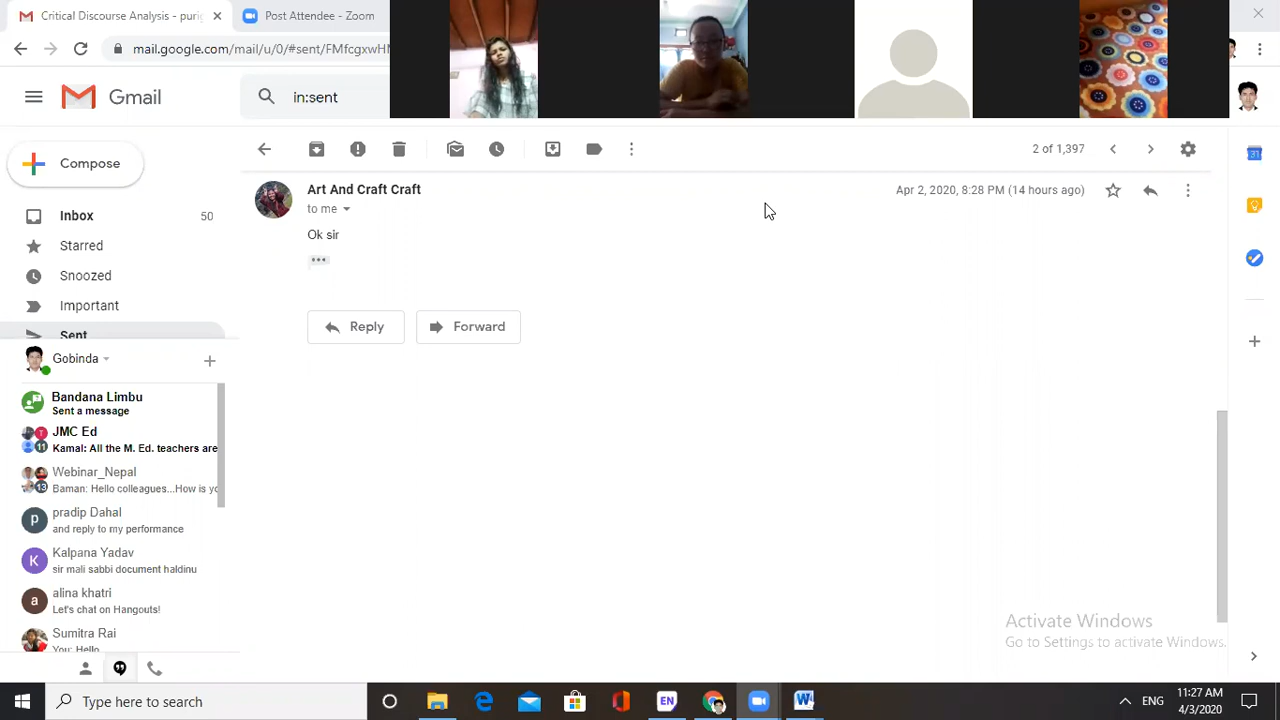 Critical Discourse Analysis - purig
Post Attendee - Zoom
mail.google.com/mail/u/0/#sent/FMfcgxwH
Gmail
in:sent
Compose
2 of 1,397
31
Art And Craft Craft
Apr 2, 2020, 8:28 PM (14 hours ago)
to me
Inbox
50
Ok sir
Starred
Snoozed
Important
Reply
Forward
Sent
Gobinda
Bandana Limbu
Sent a message
JMC Ed
T
11
Kamal: All the M. Ed. teachers are
Webinar_Nepal
13
Baman: Hello colleagues...How is yo
p
pradip Dahal
and reply to my performance
K
Kalpana Yadav
sir mali sabbi document haldinu
a
alina khatri
Let's chat on Hangouts!
Sumitra Rai
You: Hello
Activate Windows
Go to Settings to activate Windows.
Type here to search
EN
W
ENG
11:27 AM
4/3/2020